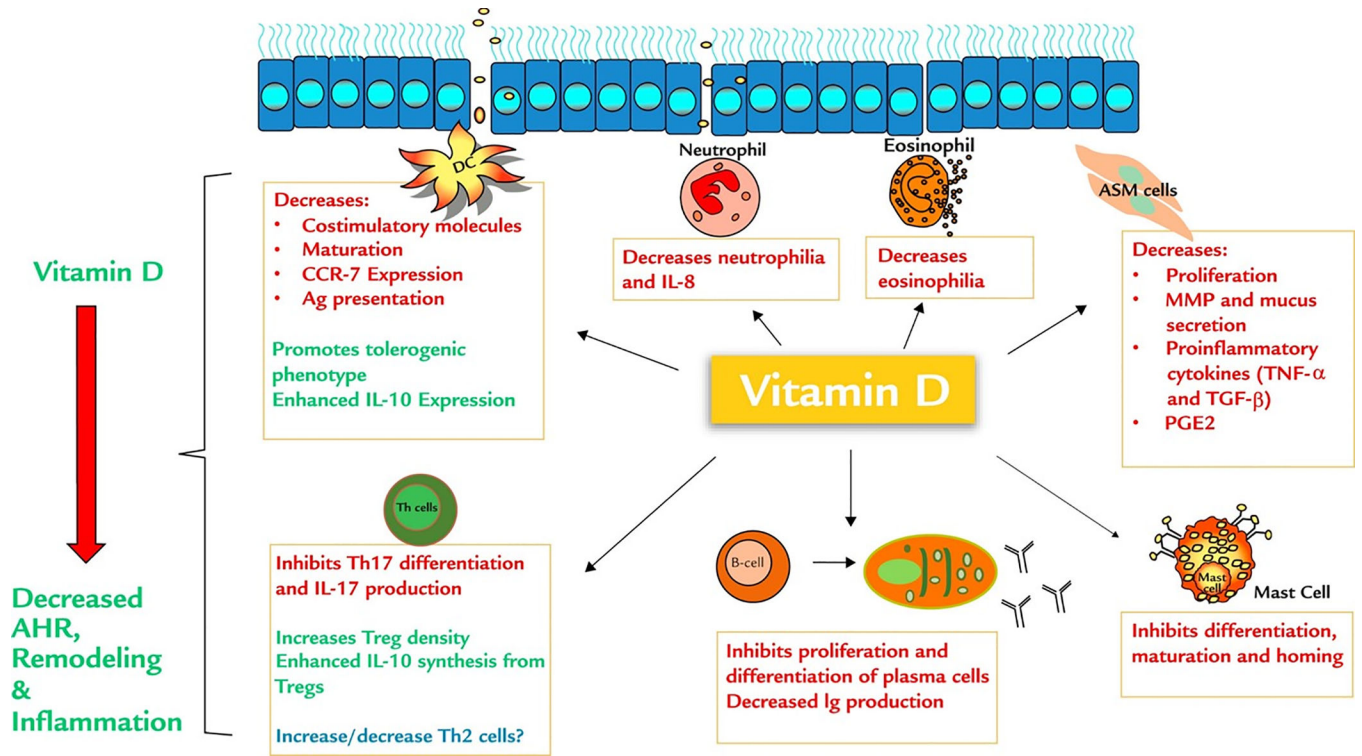 DC
Decreases:
• Costimulatory molecules
• Maturation
• CCR-7 Expression
• Ag presentation
Promotes tolerogenic
phenotype
Enhanced IL-10 Expression
Neutrophil
Decreases neutrophilia
and IL-8
Eosinophil
Decreases
eosinophilia
ASM cells
Decreases:
• Proliferation
• MMP and mucus
secretion
• Proinflammatory
cytokines (TNF-α
and TGF-β)
• PGE2
Vitamin D
Decreased
AHR,
Remodeling
&
Inflammation
Vitamin D
Th cells
Inhibits Th17 differentiation
and IL-17 production
Increases Treg density
Enhanced IL-10 synthesis from
Tregs
Increase/decrease Th2 cells?
B-cell
Inhibits proliferation and
differentiation of plasma cells
Decreased Ig production
Mast
cell
Mast Cell
Inhibits differentiation,
maturation and homing